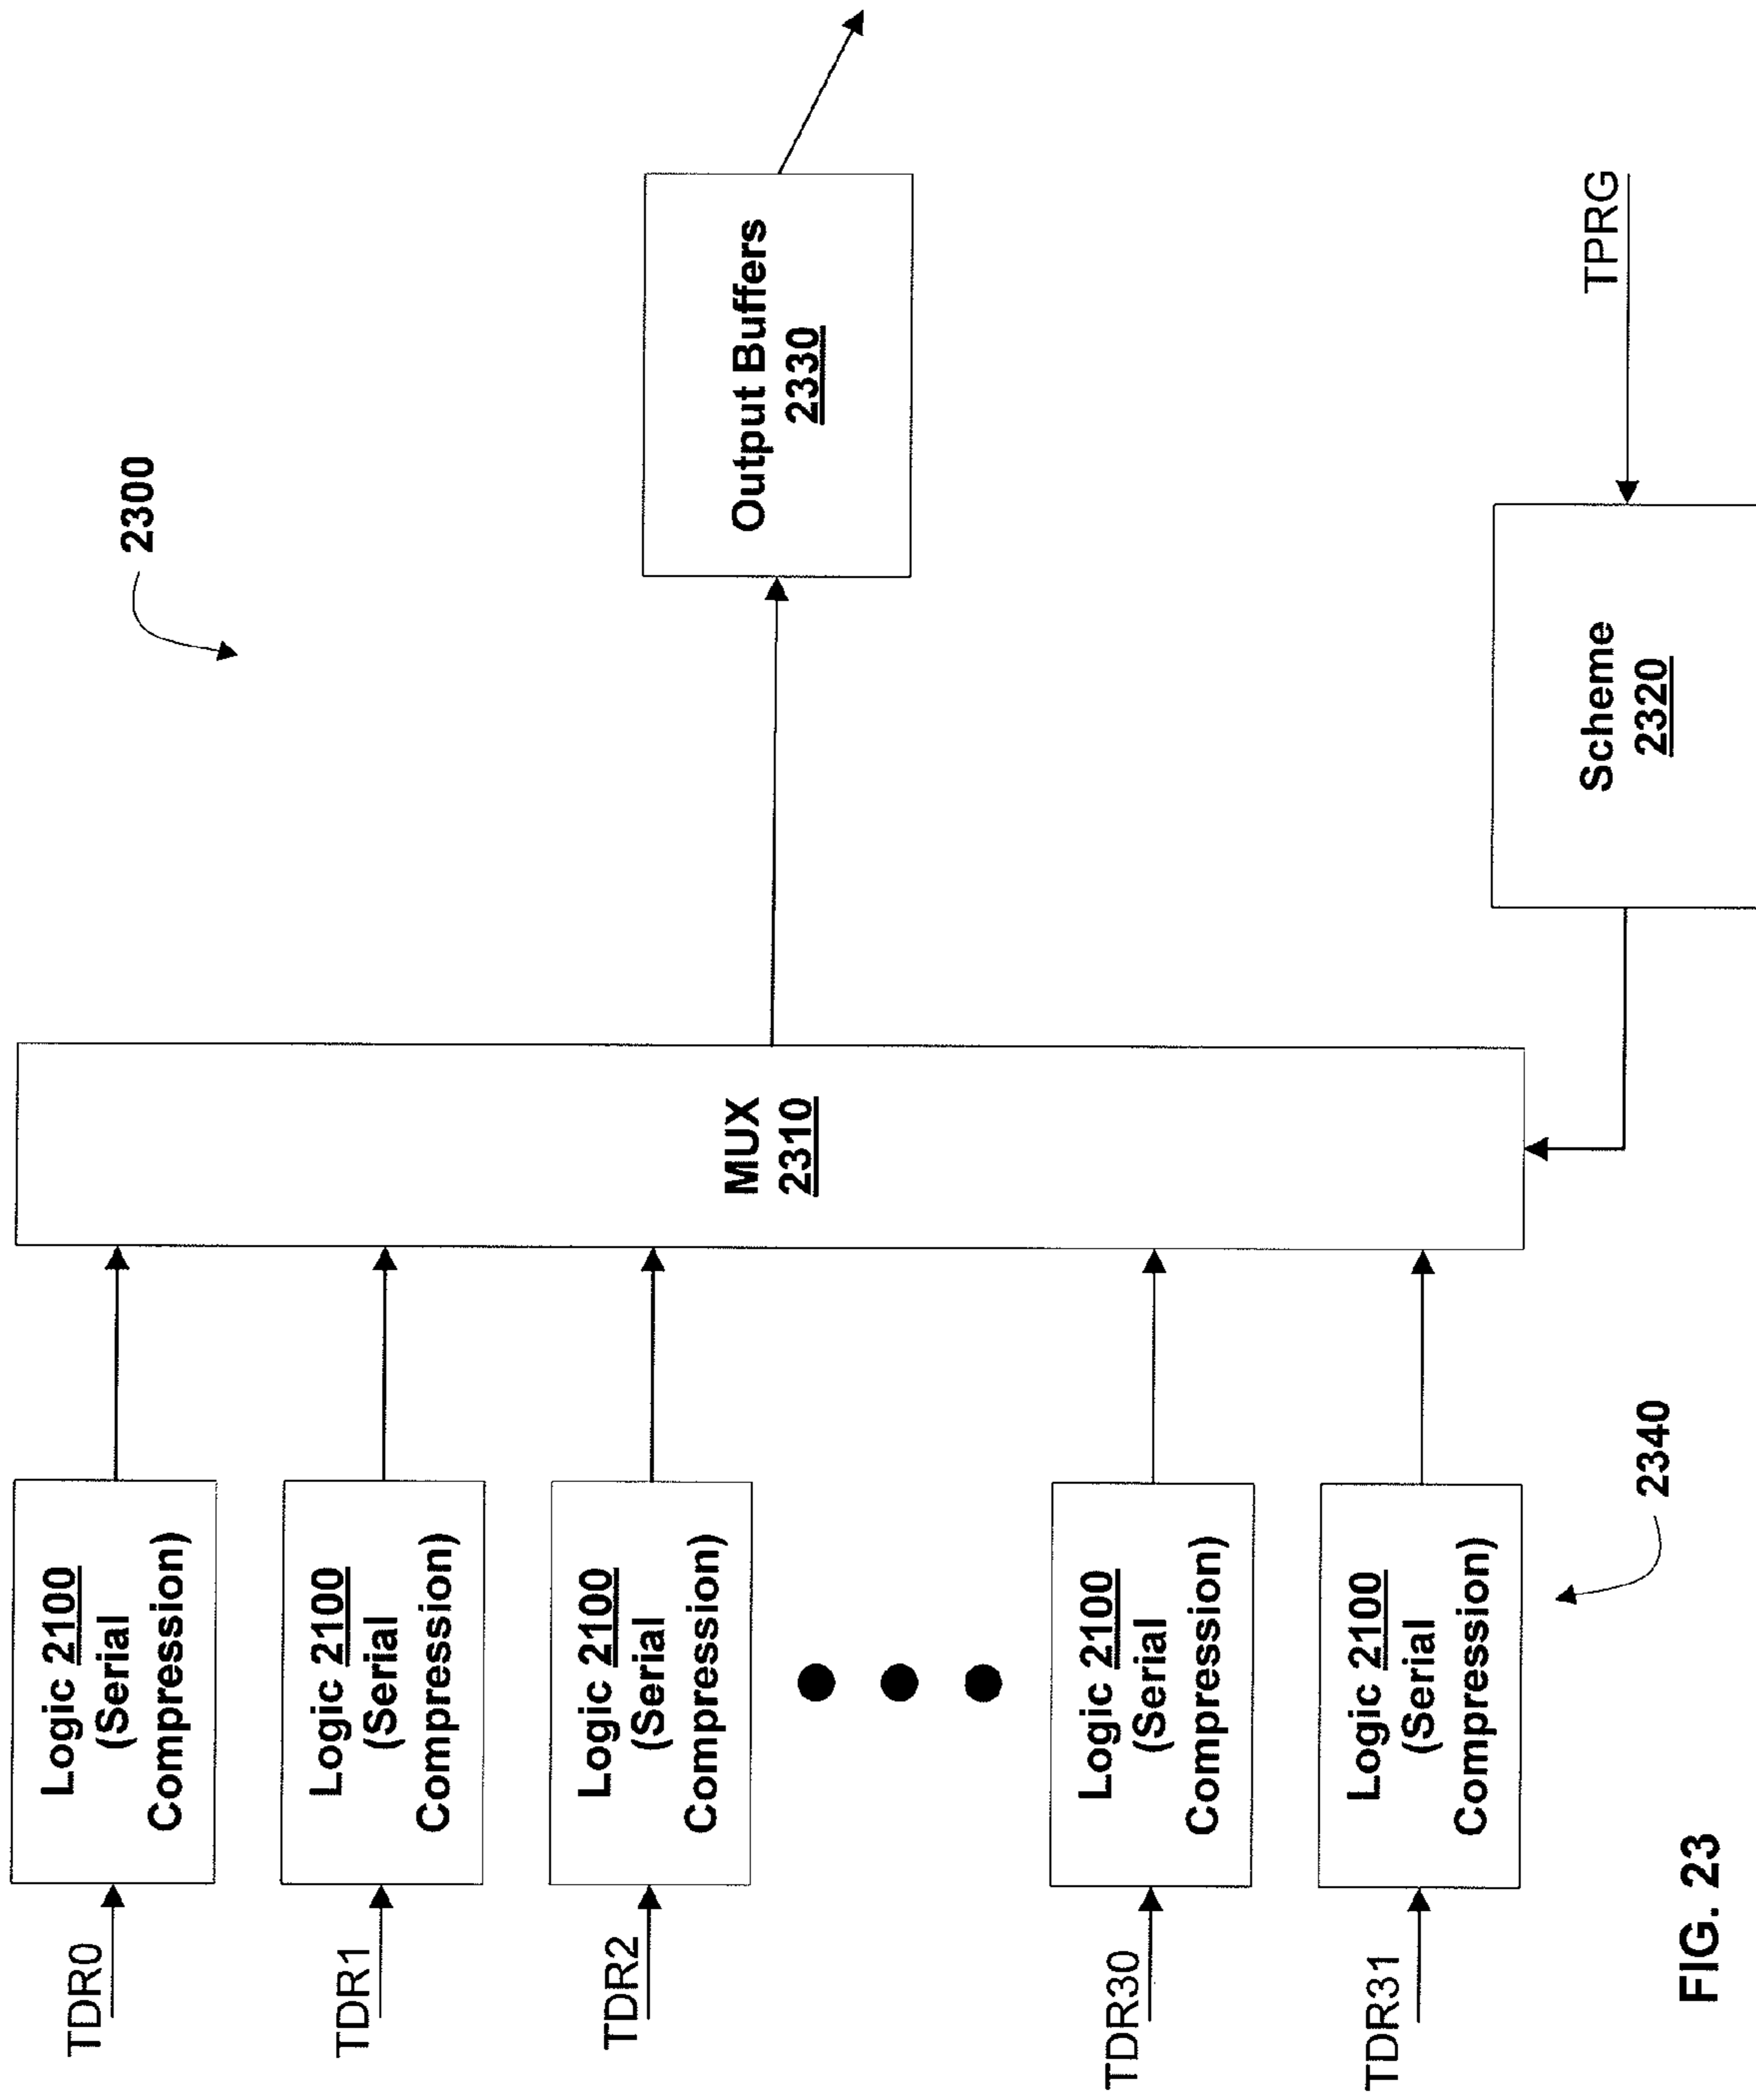 2300
TDR0
Logic 2100
(Serial
Compression)
TDR1
Logic 2100
(Serial
Compression)
TDR2
Logic 2100
(Serial
Compression)
TDR30
Logic 2100
(Serial
Compression)
TDR31
Logic 2100
(Serial
Compression)
2340
MUX
2310
Output Buffers
2330
Scheme
2320
TPRG
FIG. 23